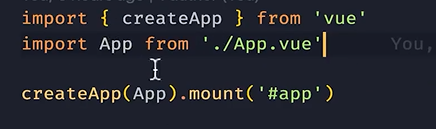 import { createApp } from 'vue'
import App from './App.vue'
You,
createApp(App).mount('#app')